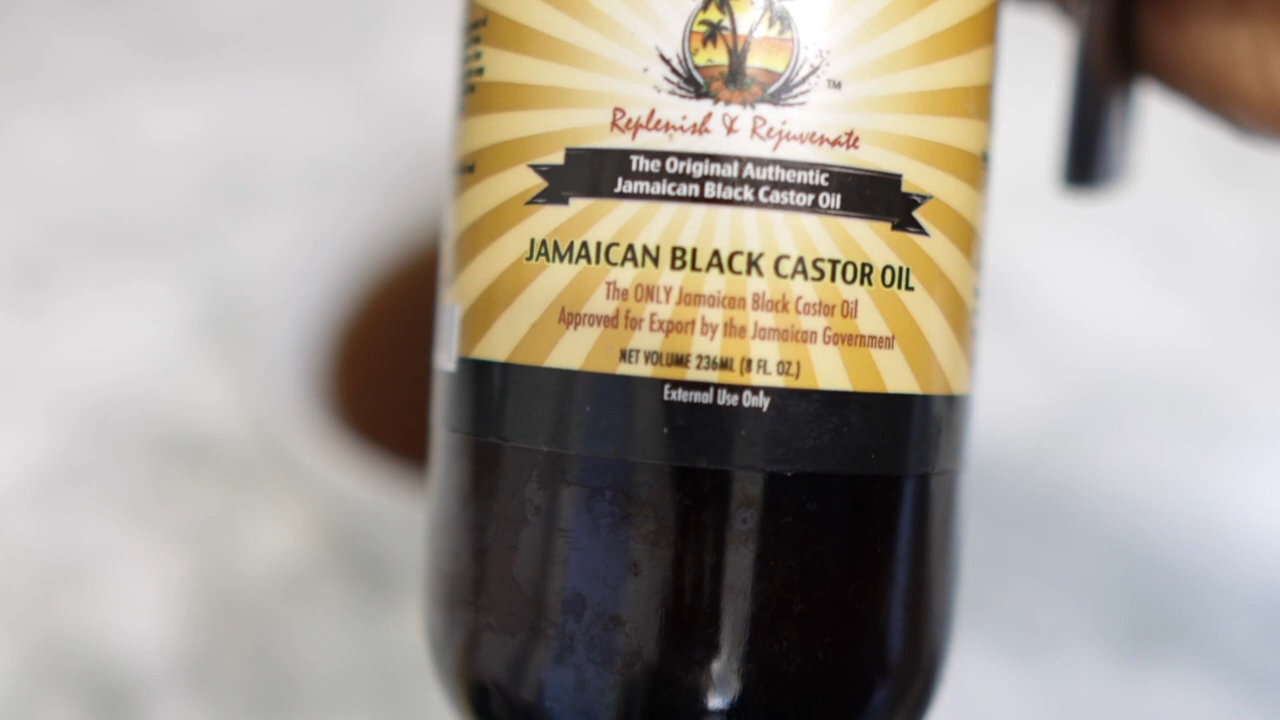 TM
Replenish & Rejuvenate
The Original Authentic
Jamaican Black Castor Oil
JAMAICAN BLACK CASTOR OIL
The ONLY Jamaican Black Castor Oil
Approved for Export by the Jamaican Government
NET VOLUME 236ML (8 FL. OZ.)
External Use Only